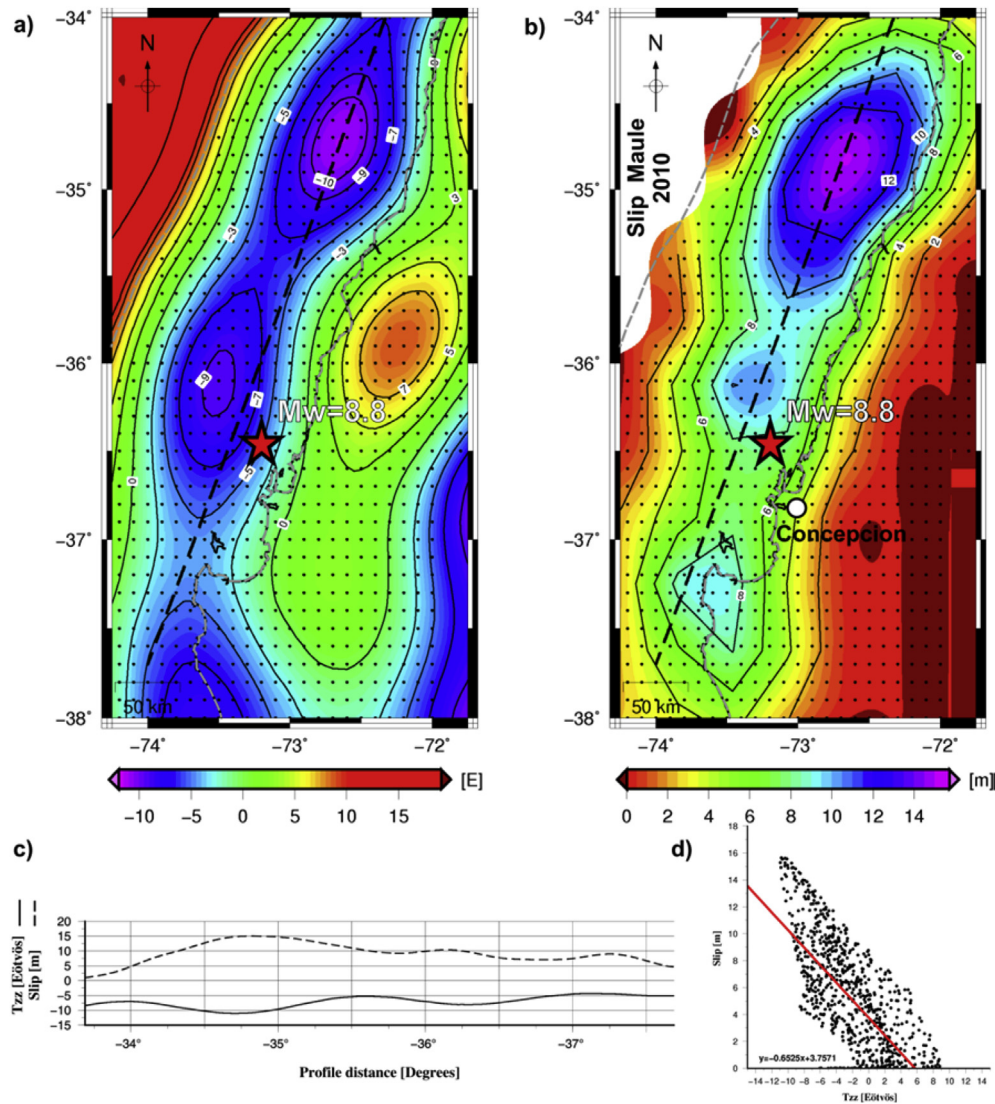 a)
b)
−34°
−35°
−36°
−37°
−38°
−74°
−73°
−72°
N
−5
−7
−9
−10
−3
−3
0
3
−9
−7
5
7
Mw=8.8
−5
0
0
50 km
−10 −5 0 5 10 15
[E]
−34°
−35°
−36°
−37°
−38°
−74°
−73°
−72°
N
Slip Maule
2010
4
6
10
8
12
4
2
8
6
Mw=8.8
6
Concepcion
8
50 km
0 2 4 6 8 10 12 14
[m]
c)
Tzz [Eötvös]
Slip [m]
20
15
10
5
0
−5
−10
−15
−34° −35° −36° −37°
Profile distance [Degrees]
d)
Slip [m]
18
16
14
12
10
8
6
4
2
0
y=−0.6525x+3.7571
−14 −12 −10 −8 −6 −4 −2 0 2 4 6 8 10 12 14
Tzz [Eötvös]